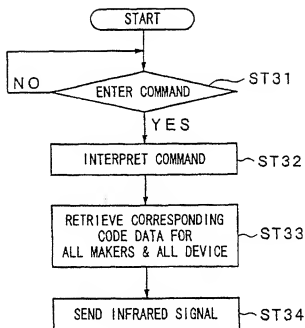 START
NO
ENTER COMMAND
ST31
YES
INTERPRET COMMAND
ST32
RETRIEVE CORRESPONDING
CODE DATA FOR
ALL MAKERS & ALL DEVICE
ST33
SEND INFRARED SIGNAL
ST34